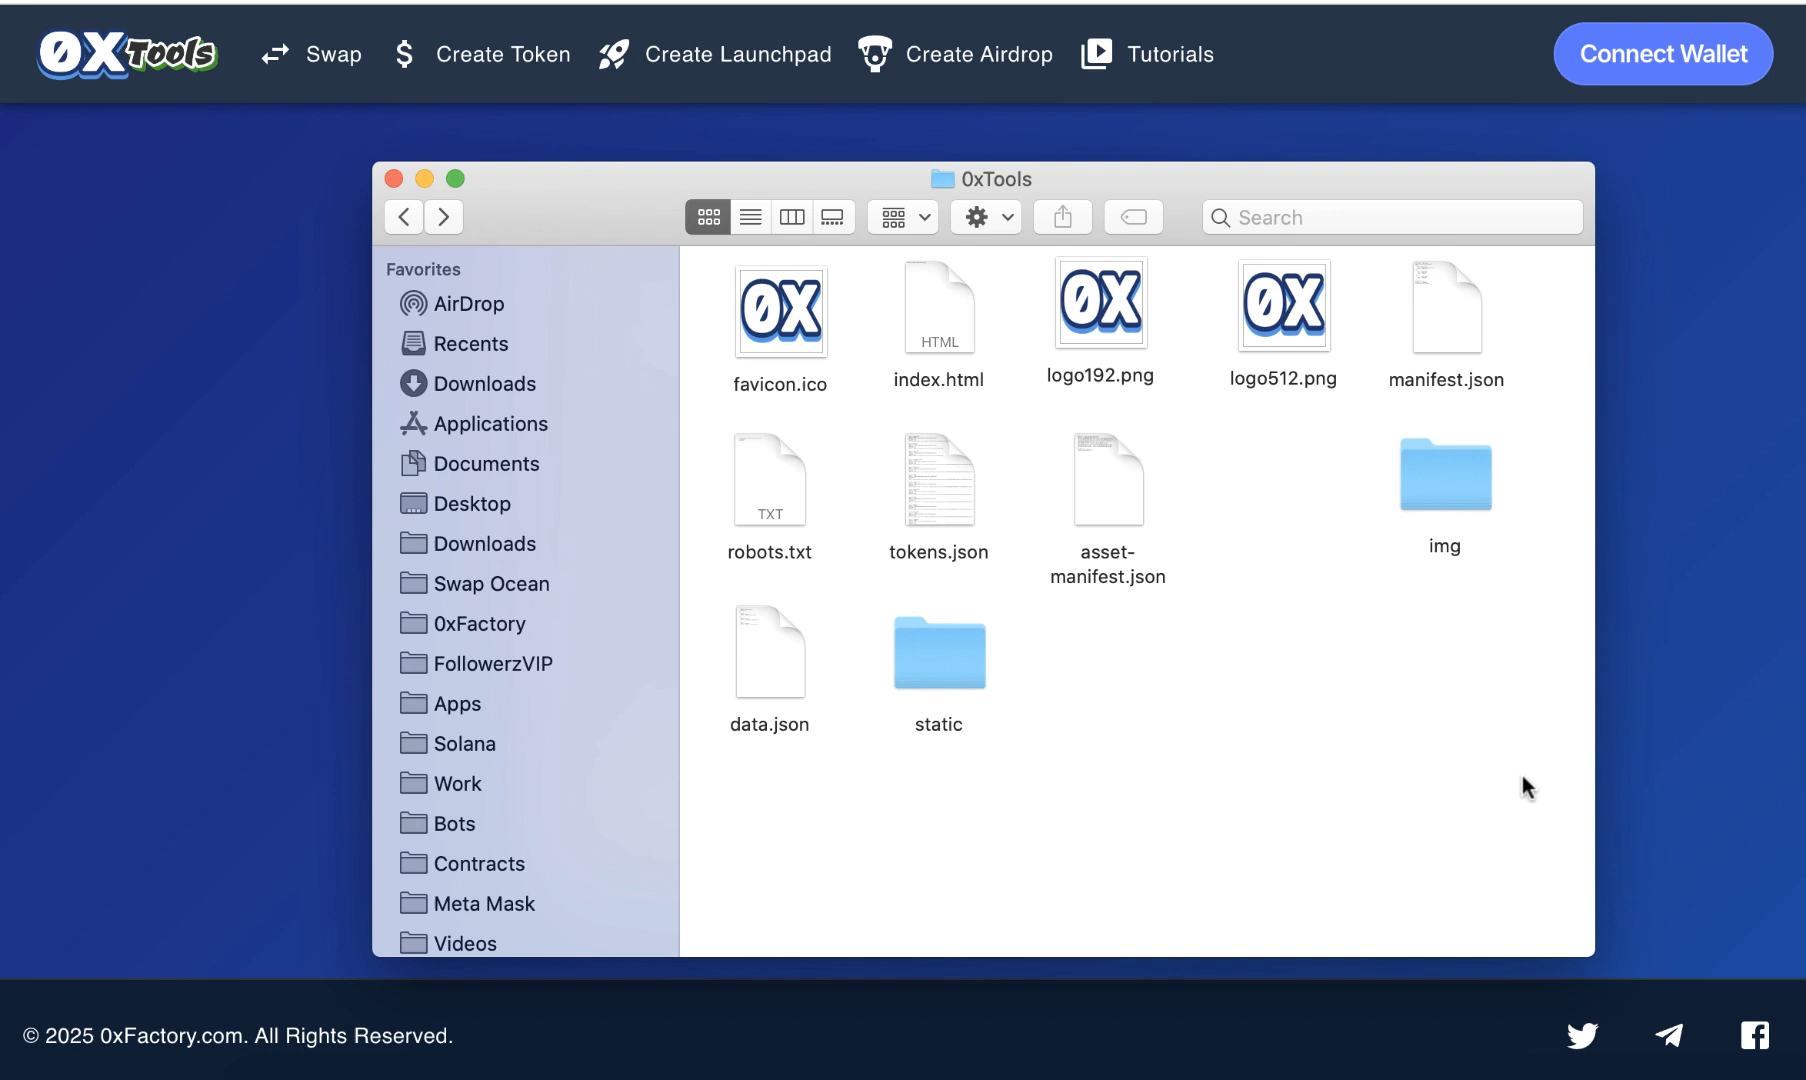 0XTools
Swap
Create Token
Create Launchpad
Create Airdrop
Tutorials
Connect Wallet
0xTools
Search
Favorites
AirDrop
Recents
Downloads
Applications
Documents
Desktop
Downloads
Swap Ocean
0xFactory
FollowerzVIP
Apps
Solana
Work
Bots
Contracts
Meta Mask
Videos
0X
favicon.ico
HTML
index.html
0X
logo192.png
0X
logo512.png
manifest.json
TXT
robots.txt
tokens.json
asset-
manifest.json
img
data.json
static
© 2025 0xFactory.com. All Rights Reserved.